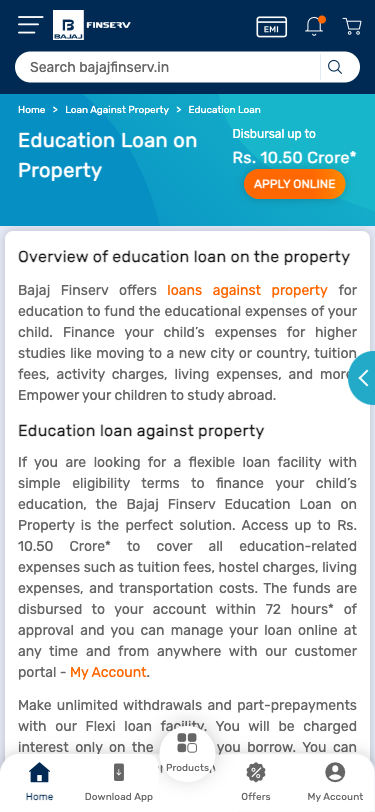 B
BAJAJ
FINSERV
EMI
Search bajajfinserv.in
Home > Loan Against Property > Education Loan
Education Loan on
Property
Disbursal up to
Rs. 10.50 Crore*
APPLY ONLINE
Overview of education loan on the property
Bajaj Finserv offers loans against property for
education to fund the educational expenses of your
child. Finance your child's expenses for higher
studies like moving to a new city or country, tuition
fees, activity charges, living expenses, and more.
Empower your children to study abroad.
Education loan against property
If you are looking for a flexible loan facility with
simple eligibility terms to finance your child's
education, the Bajaj Finserv Education Loan on
Property is the perfect solution. Access up to Rs.
10.50 Crore* to cover all education-related
expenses such as tuition fees, hostel charges, living
expenses, and transportation costs. The funds are
disbursed to your account within 72 hours* of
approval and you can manage your loan online at
any time and from anywhere with our customer
portal - My Account.
Make unlimited withdrawals and part-prepayments
with our Flexi loan facility. You will be charged
interest only on the you borrow. You can
Home
Download App
Products
Offers
My Account